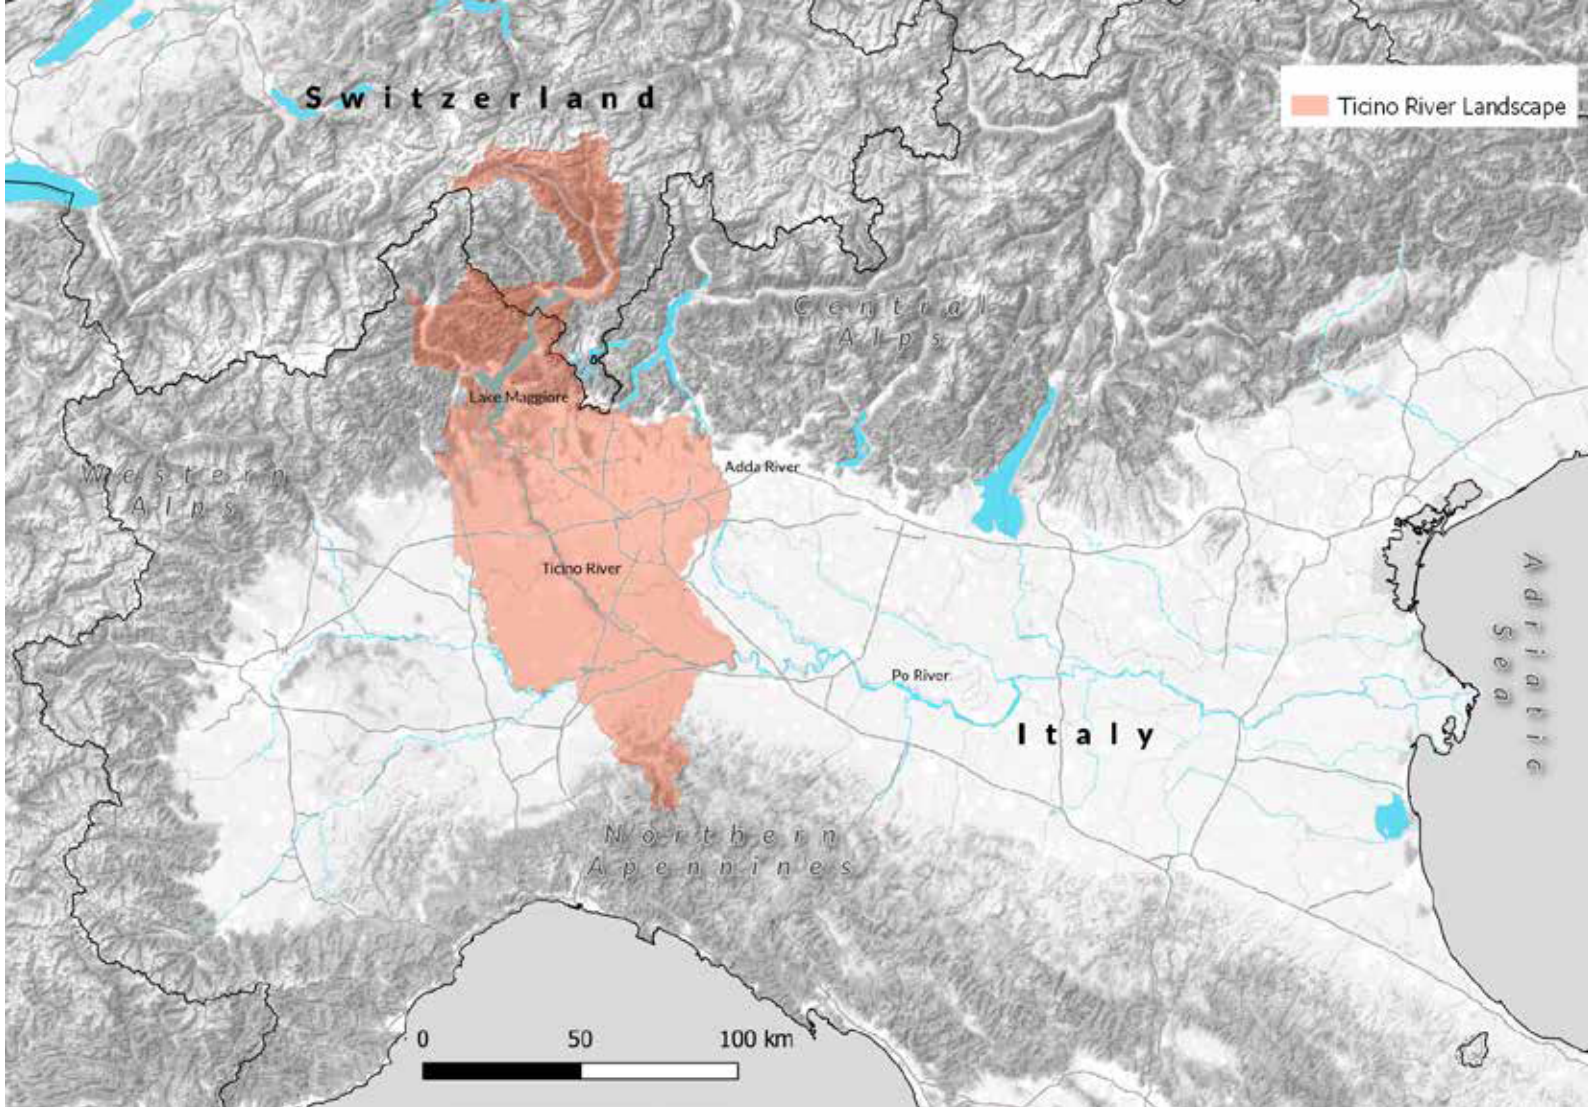 Switzerland
Ticino River Landscape
Central
Alps
Lake Maggiore
Western
Alps
Adda River
Ticino River
Adriatic
Sea
Po River
Italy
Northern
Apennines
0 50 100 km